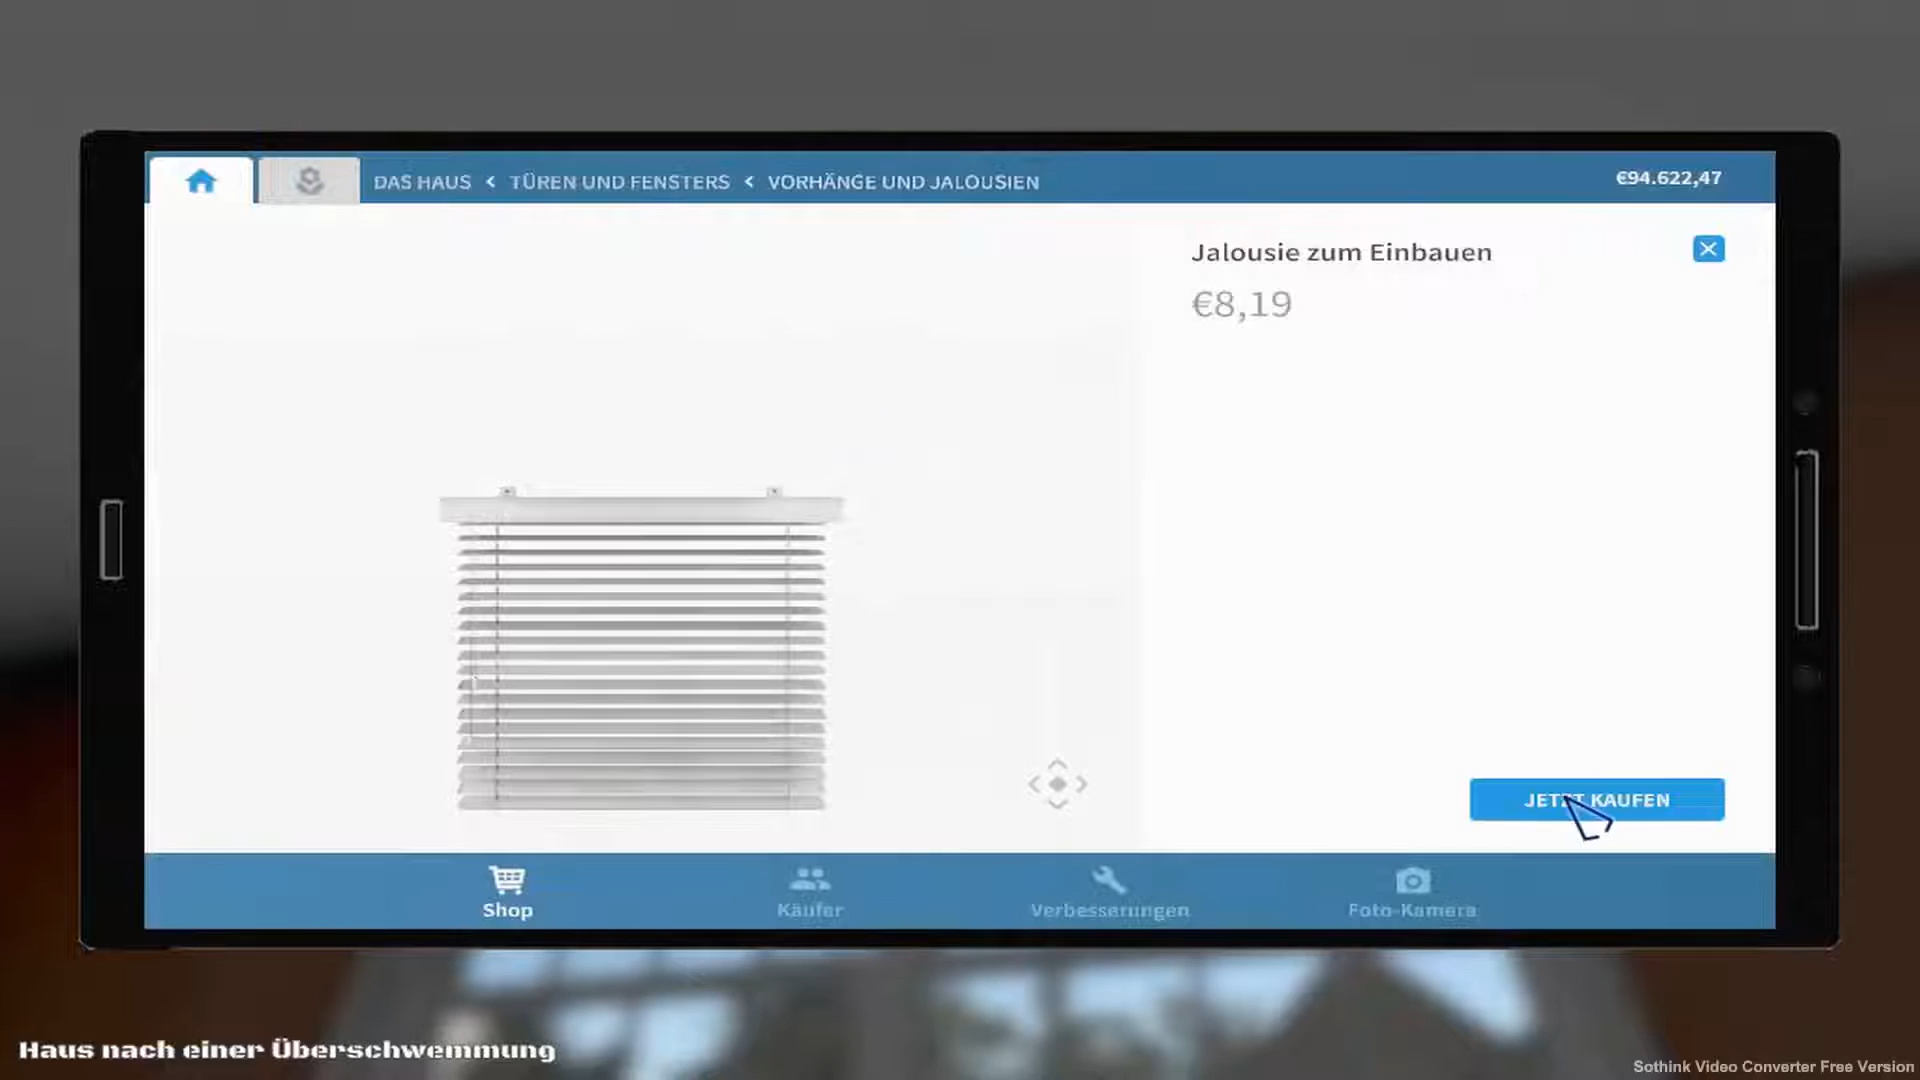 DAS HAUS < TÜREN UND FENSTERS < VORHÄNGE UND JALOUSIEN
€94.622,47
Jalousie zum Einbauen
€8,19
JETZT KAUFEN
Shop
Käufer
Verbesserungen
Foto-Kamera
Haus nach einer Überschwemmung
Sothink Video Converter Free Version